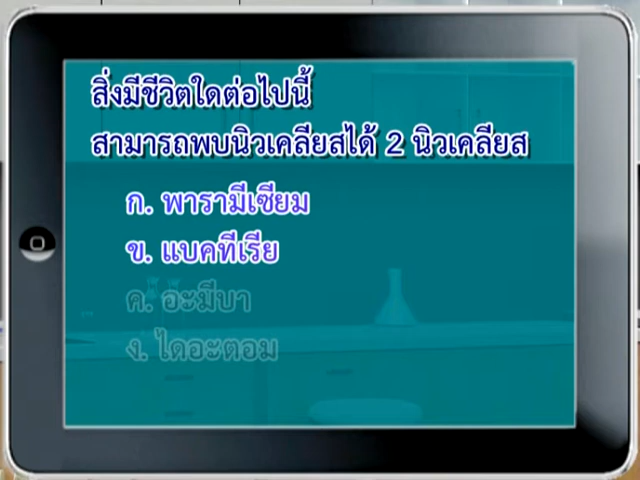 สิ่งมีชีวิตใดต่อไปนี้
สามารถพบนิวเคลียสได้ 2 นิวเคลียส
ก. พารามีเซียม
ข. แบคทีเรีย
ค. อะมีบา
ง. ไดอะตอม